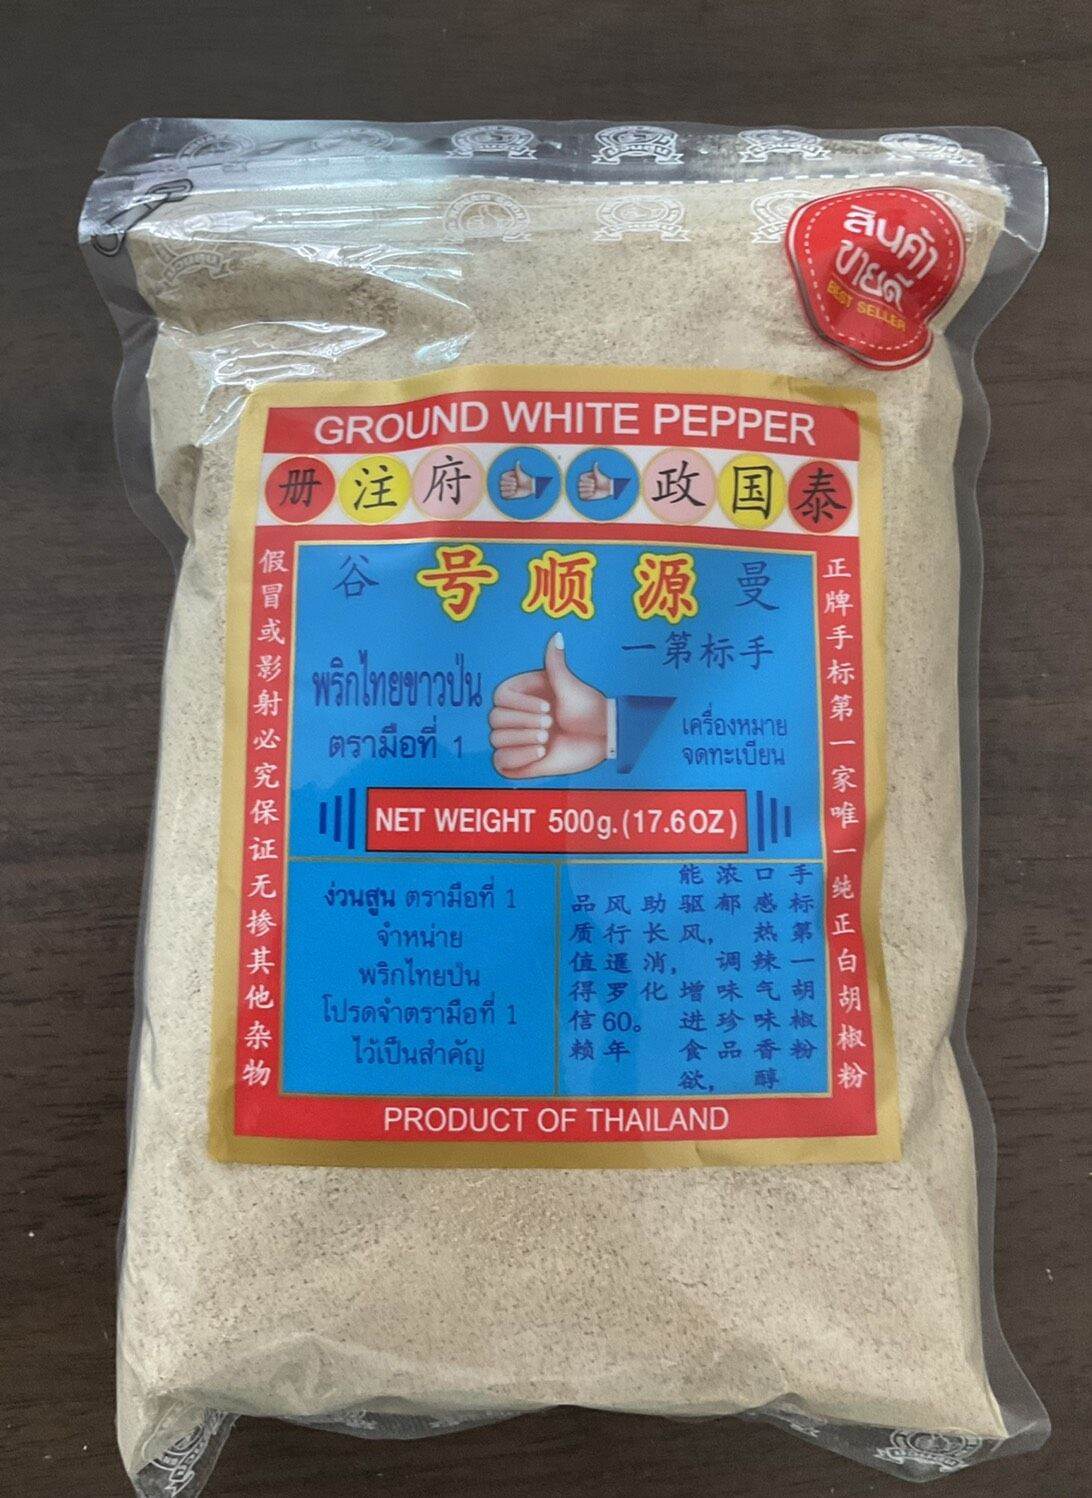 สินค้า
ขายดี
BEST SELLER
GROUND WHITE PEPPER
泰国政府注册
曼 源顺号 谷
手标第一
พริกไทยขาวป่น
ตรามือที่ 1
เครื่องหมาย
จดทะเบียน
NET WEIGHT 500g.(17.6OZ)
正牌手标第一家唯一纯正白胡椒粉
假冒或影射必究保证无掺其他杂物
ง่วนสูน ตรามือที่ 1
จำหน่าย
พริกไทยป่น
โปรดจำตรามือที่ 1
ไว้เป็นสำคัญ
手标第一胡椒粉
口感热辣气味香醇
浓郁，调味珍品
能驱风，增进食欲，
助长消化。
风行暹罗60年
品质值得信赖
PRODUCT OF THAILAND